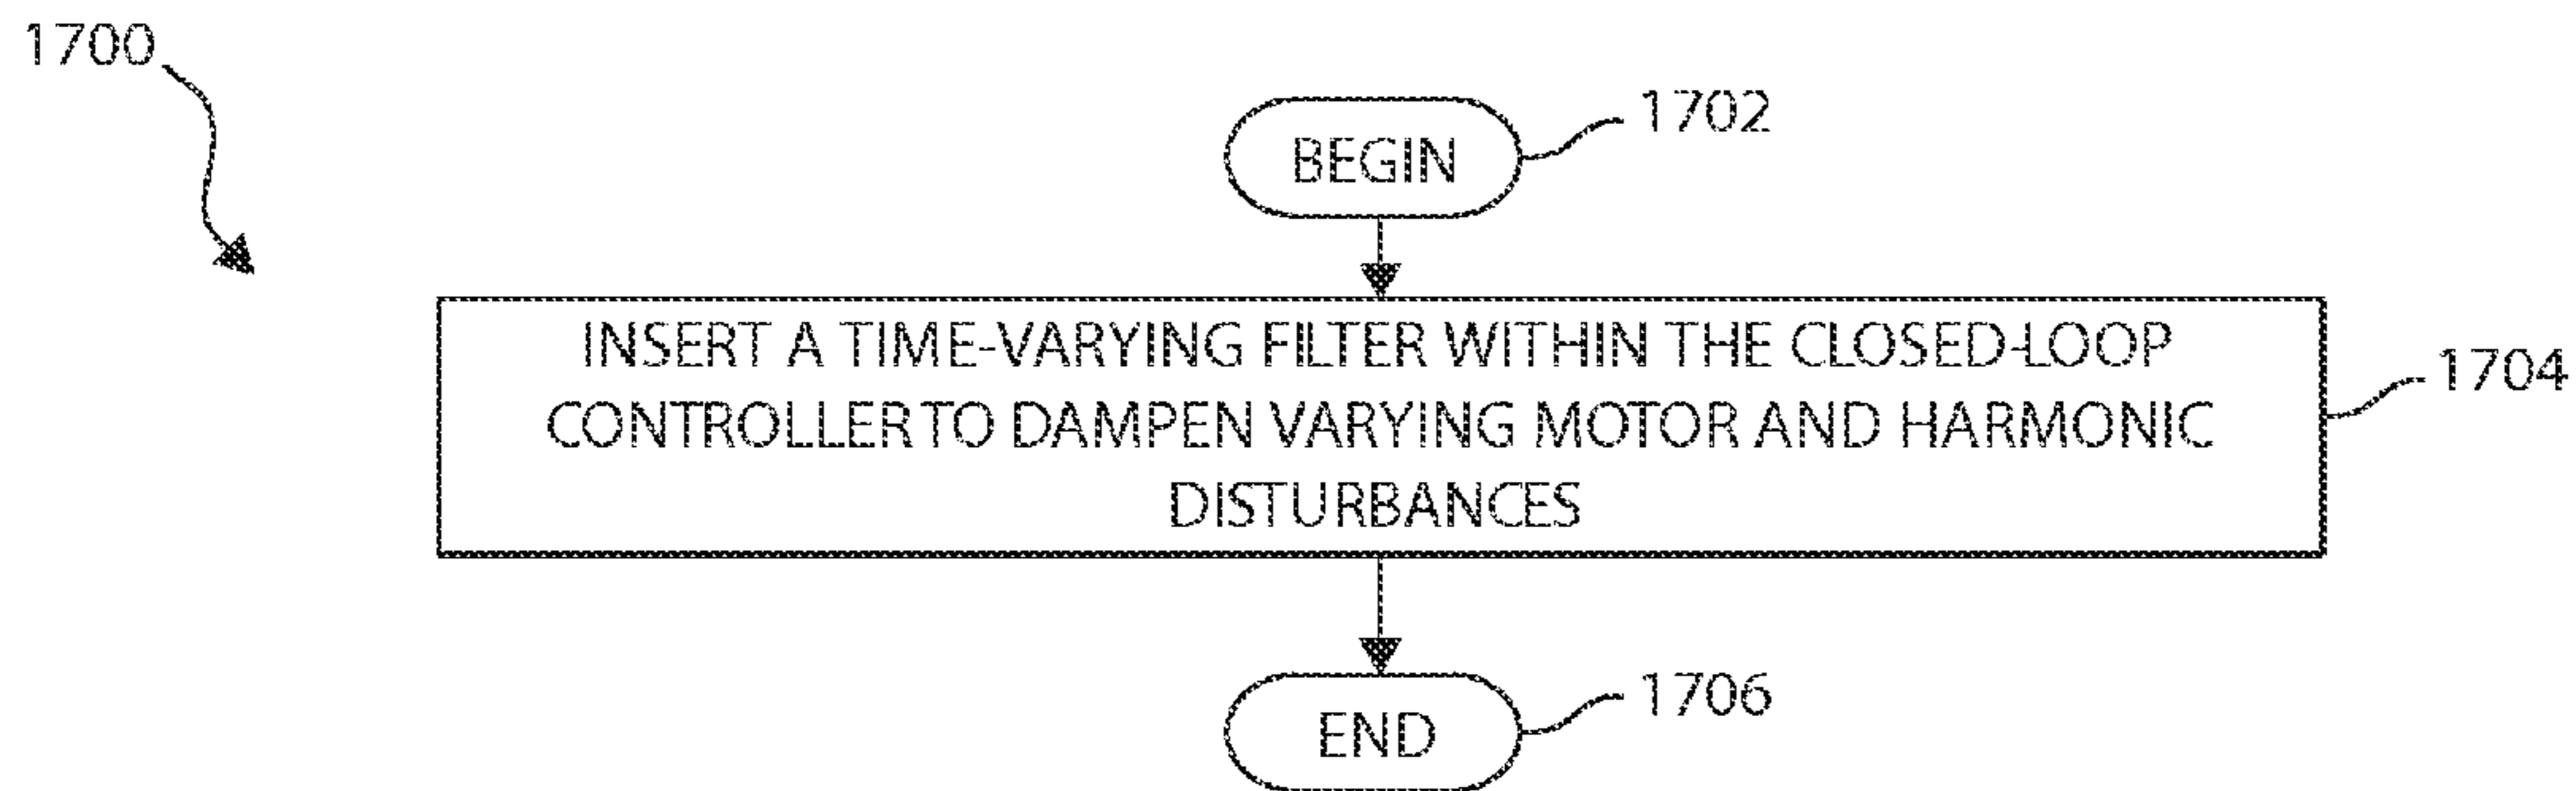 1700
BEGIN
1702
INSERT A TIME-VARYING FILTER WITHIN THE CLOSED-LOOP
CONTROLLER TO DAMPEN VARYING MOTOR AND HARMONIC
DISTURBANCES
1704
END
1706